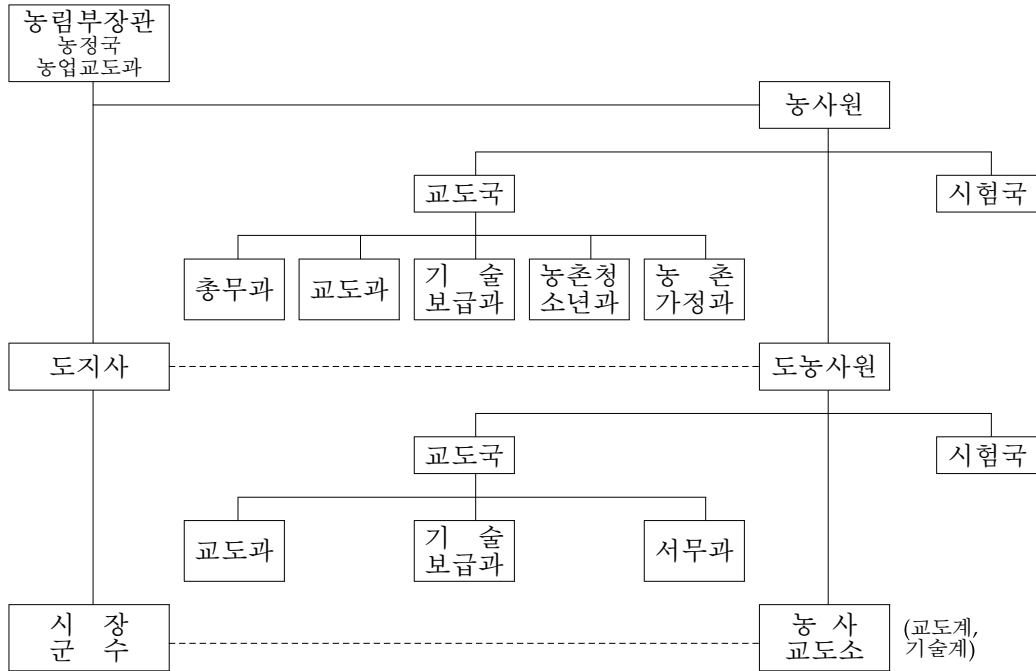 농림부장관
농정국
농업교도과
농사원
교도국
시험국
총무과
교도과
기 술
보급과
농촌청
소년과
농 촌
가정과
도지사
도농사원
교도국
시험국
교도과
기 술
보급과
서무과
시 장
군 수
농 사
교도소
(교도계,
기술계)